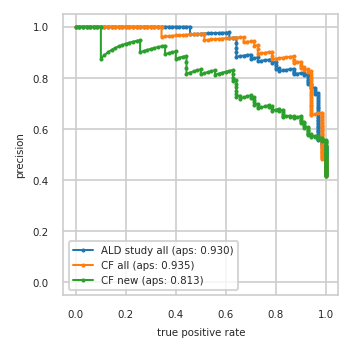 1.0
0.8
0.6
0.4
0.2
0.0
precision
ALD study all (aps: 0.930)
CF all (aps: 0.935)
CF new (aps: 0.813)
0.0 0.2 0.4 0.6 0.8 1.0
true positive rate